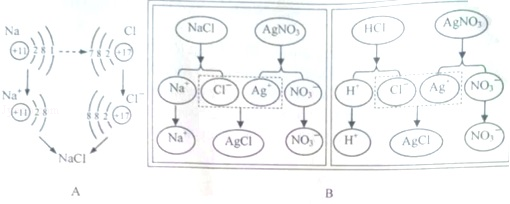 Na Cl
+11 2 8 1 7 8 2 +17
Na⁺ Cl⁻
+11 2 8 8 8 2 +17
NaCl
A
NaCl AgNO₃
Na⁺ Cl⁻ Ag⁺ NO₃⁻
Na⁺ AgCl NO₃⁻
HCl AgNO₃
H⁺ Cl⁻ Ag⁺ NO₃⁻
H⁺ AgCl NO₃⁻
B